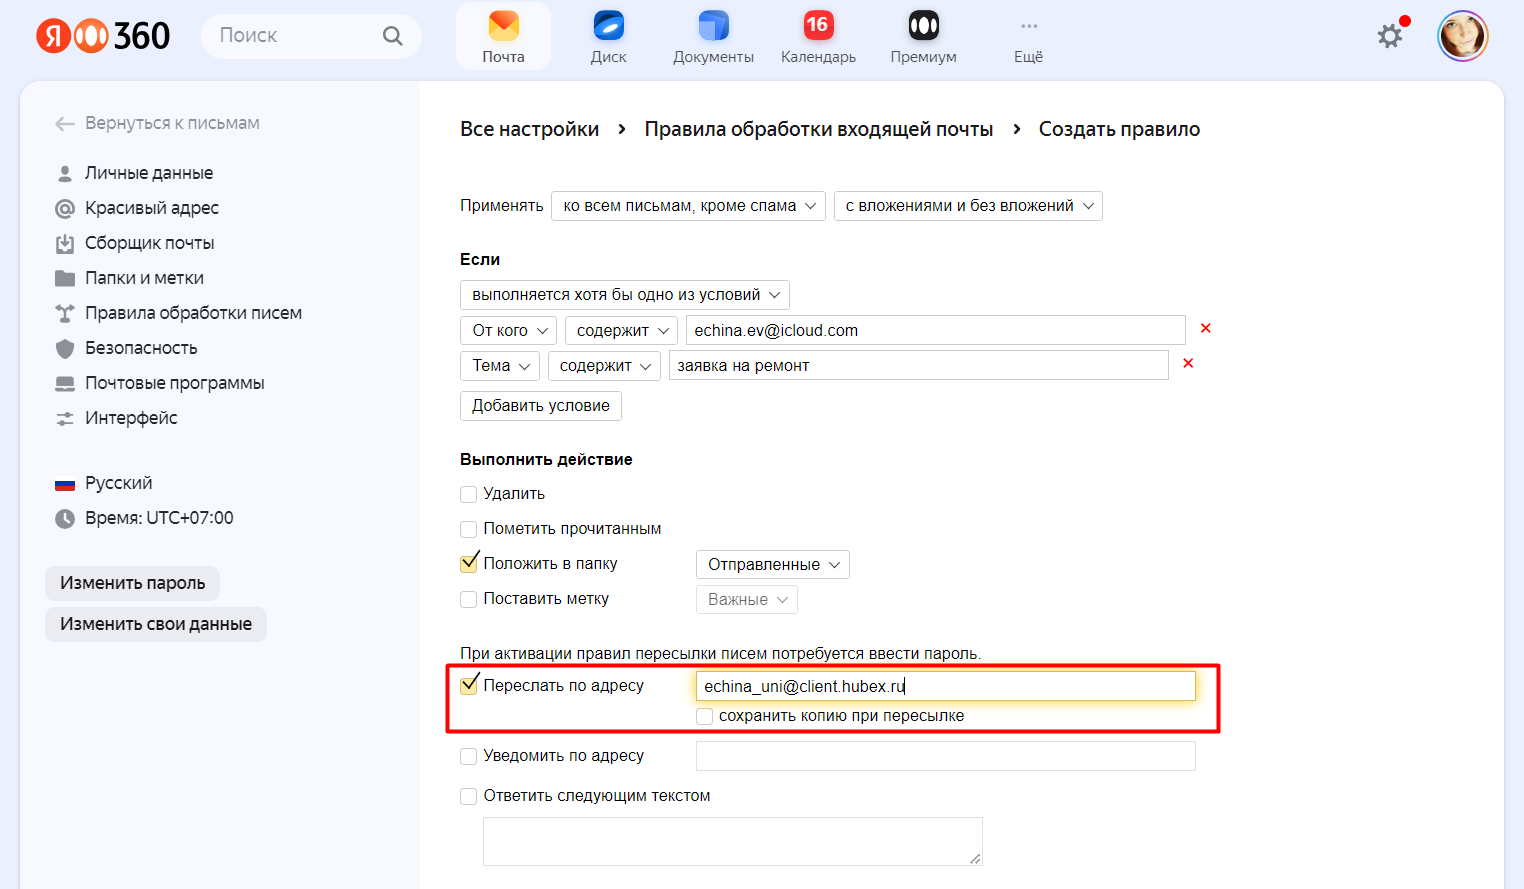 Я 360
Поиск
Почта
Диск
Документы
16
Календарь
Премиум
Ещё
Вернуться к письмам
Личные данные
Красивый адрес
Сборщик почты
Папки и метки
Правила обработки писем
Безопасность
Почтовые программы
Интерфейс
Русский
Время: UTC+07:00
Изменить пароль
Изменить свои данные
Все настройки › Правила обработки входящей почты › Создать правило
Применять ко всем письмам, кроме спама с вложениями и без вложений
Если
выполняется хотя бы одно из условий
От кого содержит echina.ev@icloud.com
Тема содержит заявка на ремонт
Добавить условие
Выполнить действие
Удалить
Пометить прочитанным
Положить в папку Отправленные
Поставить метку Важные
При активации правил пересылки писем потребуется ввести пароль.
Переслать по адресу echina_uni@client.hubex.ru
сохранить копию при пересылке
Уведомить по адресу
Ответить следующим текстом